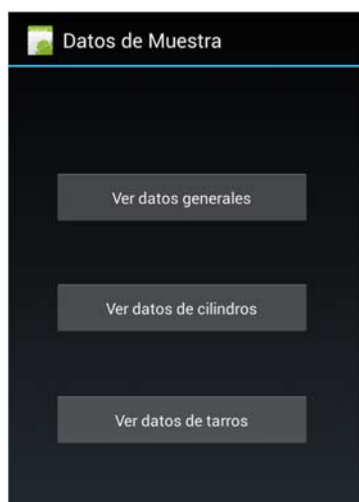 Datos de Muestra
Ver datos generales
Ver datos de cilindros
Ver datos de tarros